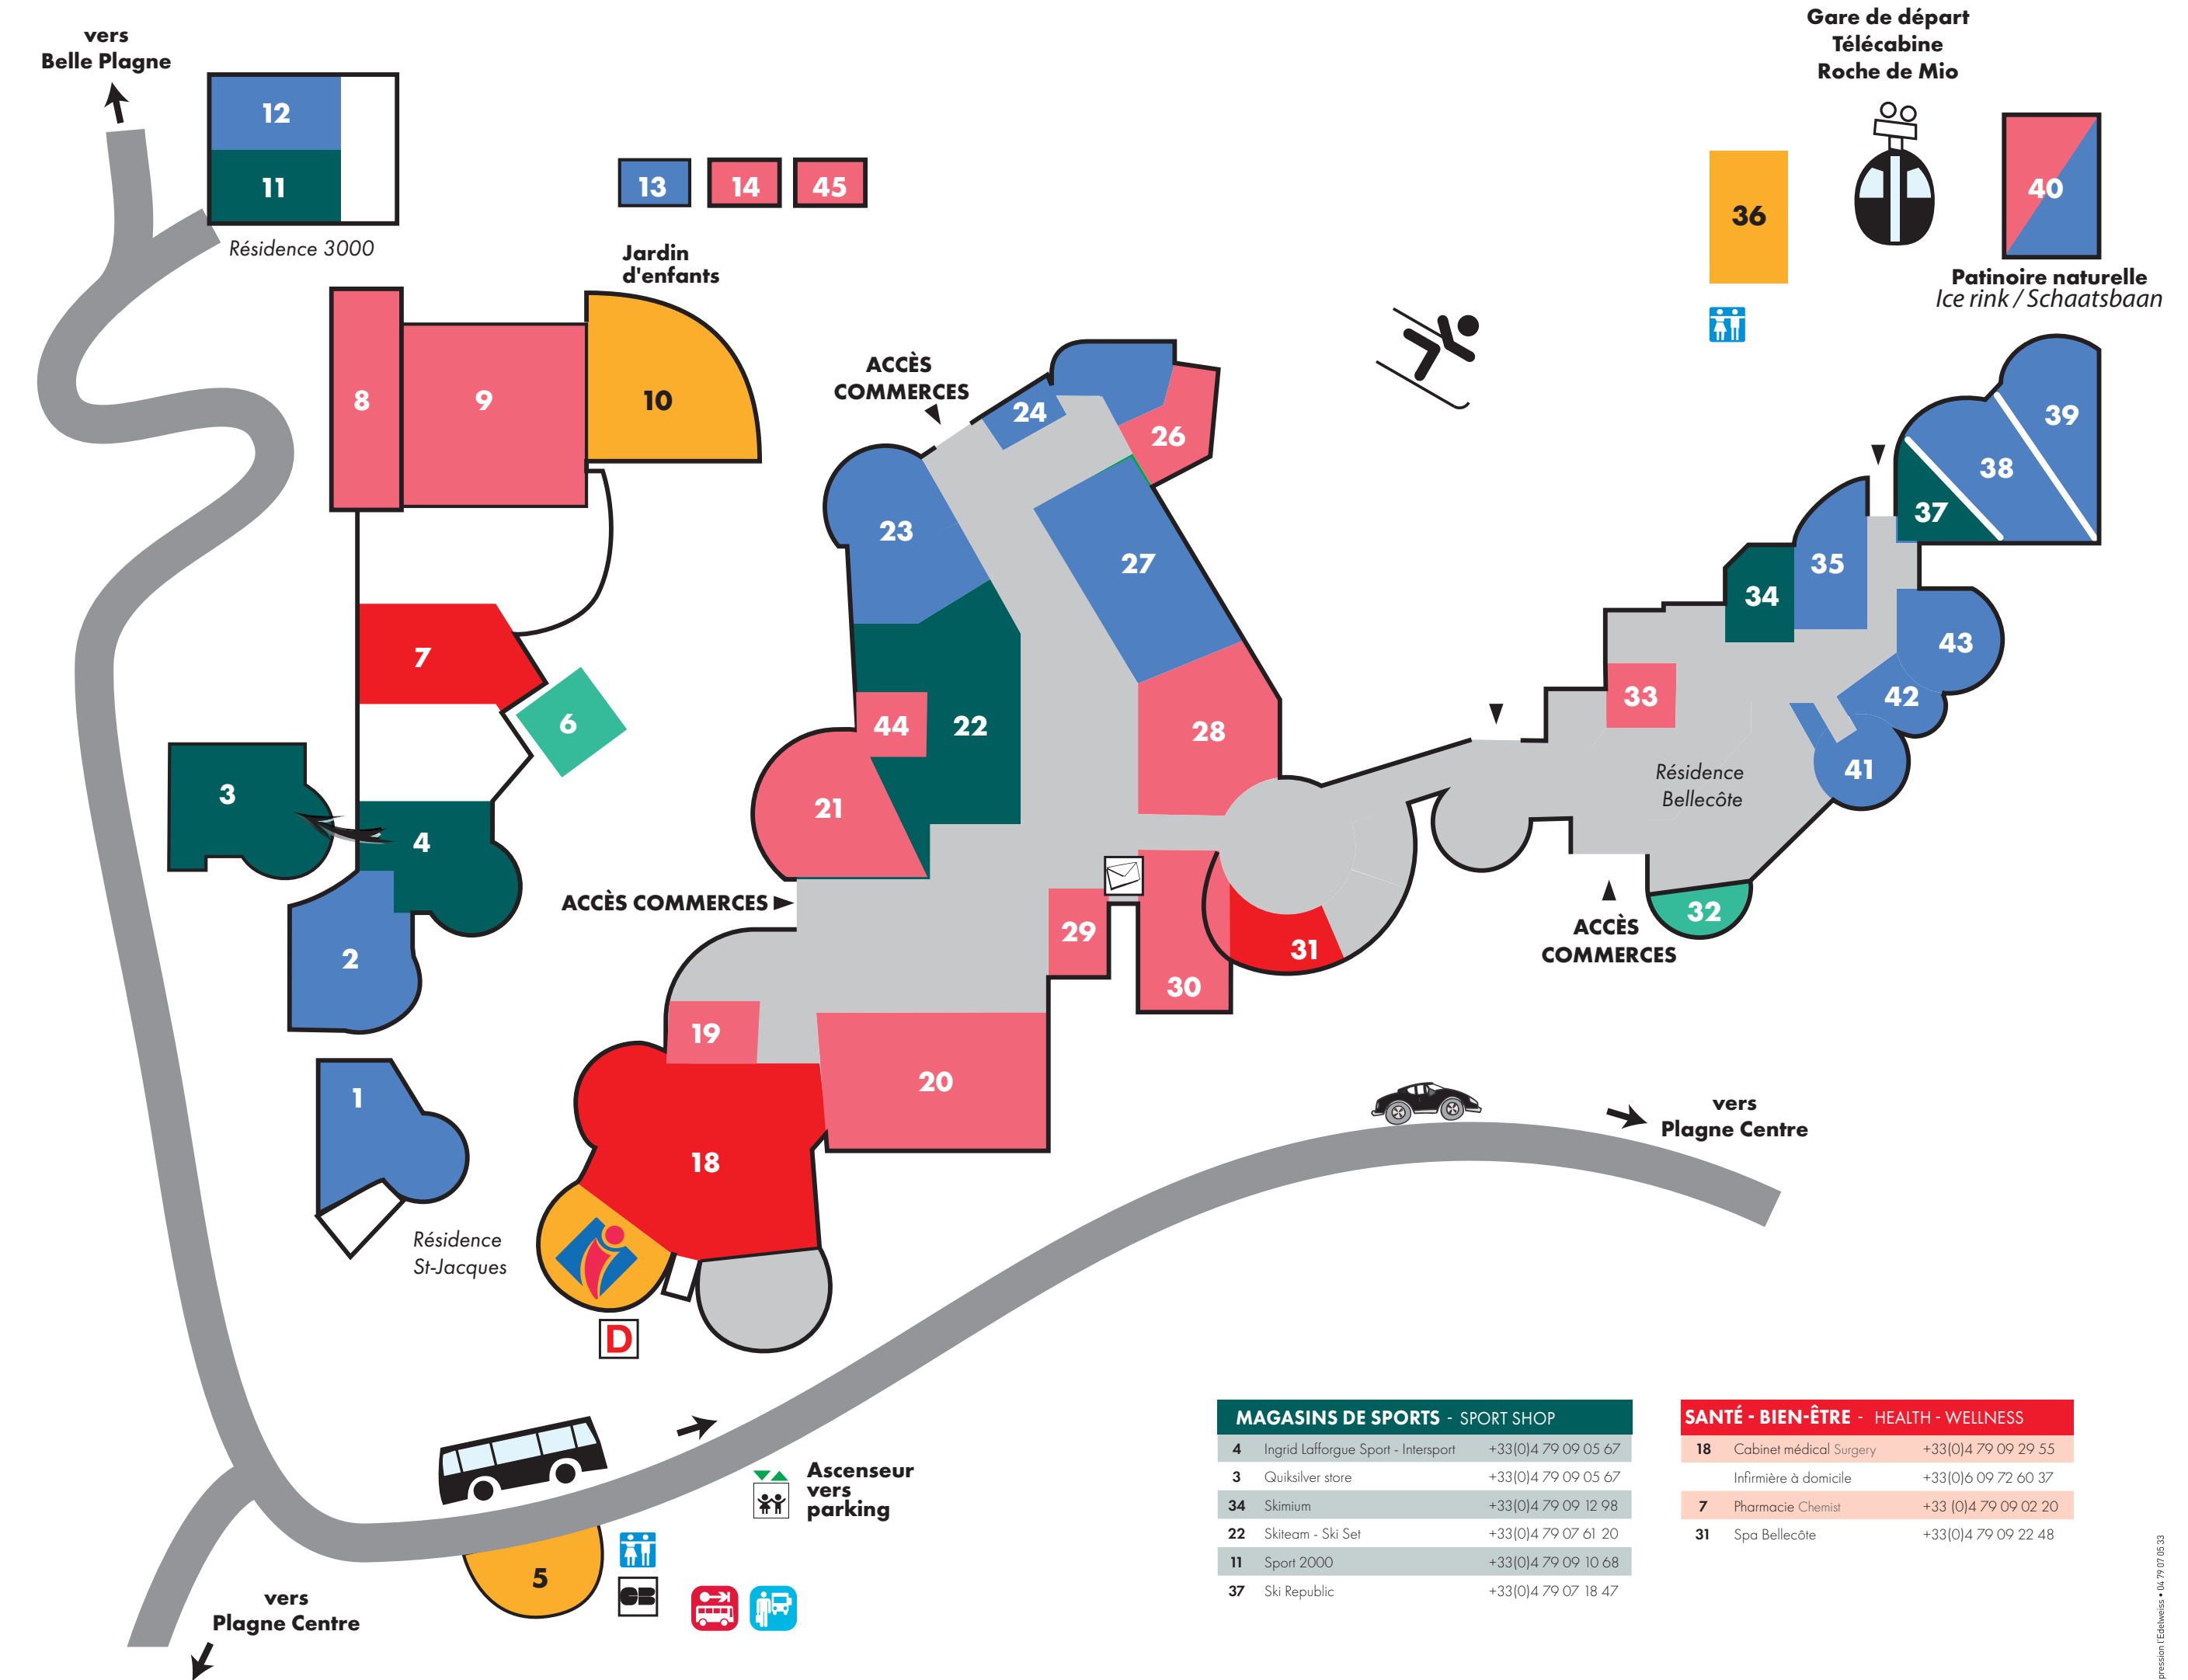 vers
Belle Plagne
12
11
Résidence 3000
13
14
45
Jardin
d'enfants
Gare de départ
Télécabine
Roche de Mio
36
40
Patinoire naturelle
Ice rink / Schaatsbaan
8
9
10
ACCÈS
COMMERCES
24
26
23
27
39
38
37
35
34
43
42
33
41
7
6
44
22
28
3
4
21
Résidence
Bellecôte
2
ACCÈS COMMERCES
29
30
31
32
ACCÈS
COMMERCES
19
20
1
18
vers
Plagne Centre
Résidence
St-Jacques
D
Ascenseur
vers
parking
5
CB
vers
Plagne Centre
MAGASINS DE SPORTS - SPORT SHOP
4 Ingrid Lafforgue Sport - Intersport +33(0)4 79 09 05 67
3 Quiksilver store +33(0)4 79 09 05 67
34 Skimium +33(0)4 79 09 12 98
22 Skiteam - Ski Set +33(0)4 79 07 61 20
11 Sport 2000 +33(0)4 79 09 10 68
37 Ski Republic +33(0)4 79 07 18 47
SANTÉ - BIEN-ÊTRE - HEALTH - WELLNESS
18 Cabinet médical Surgery +33(0)4 79 09 29 55
Infirmière à domicile +33(0)6 09 72 60 37
7 Pharmacie Chemist +33 (0)4 79 09 02 20
31 Spa Bellecôte +33(0)4 79 09 22 48
pression l'Edelweiss • 04 79 07 05 33